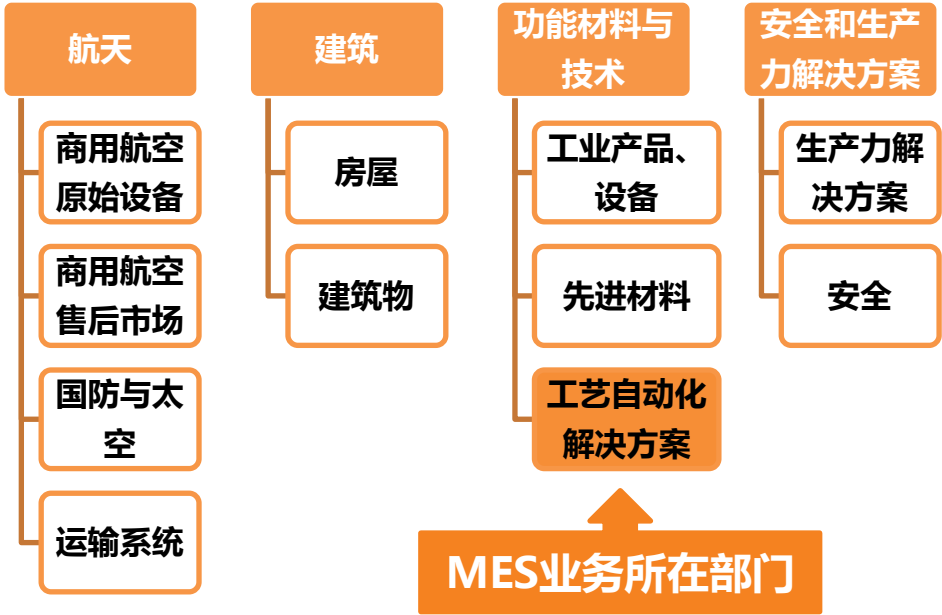 航天
商用航空
原始设备
商用航空
售后市场
国防与太
空
运输系统
建筑
房屋
建筑物
功能材料与
技术
工业产品、
设备
先进材料
工艺自动化
解决方案
安全和生产
力解决方案
生产力解
决方案
安全
MES业务所在部门